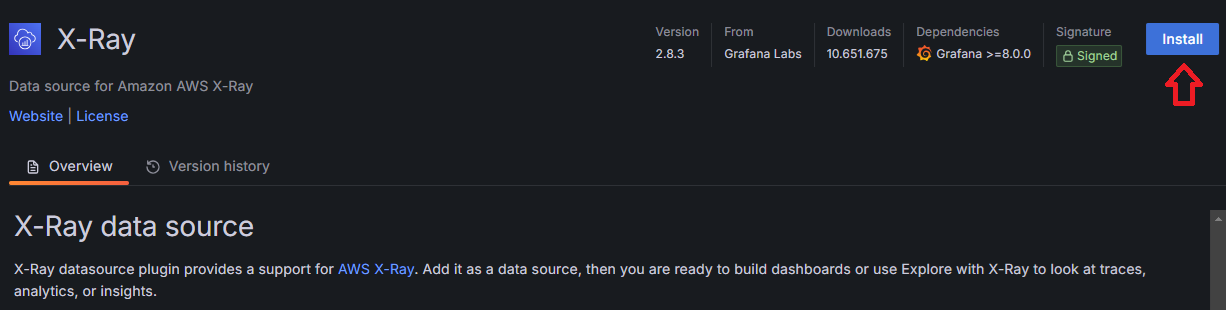 X-Ray
Version
From
Downloads
Dependencies
Signature
2.8.3
Grafana Labs
10.651.675
Grafana >=8.0.0
Signed
Install
Data source for Amazon AWS X-Ray
Website | License
Overview
Version history
X-Ray data source
X-Ray datasource plugin provides a support for AWS X-Ray. Add it as a data source, then you are ready to build dashboards or use Explore with X-Ray to look at traces,
analytics, or insights.